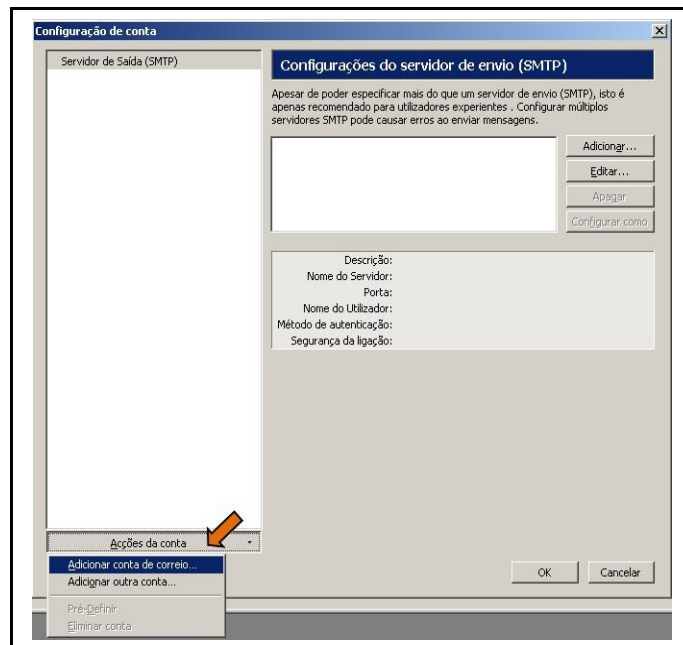 Configuração de conta
Servidor de Saída (SMTP)
Configurações do servidor de envio (SMTP)
Apesar de poder especificar mais do que um servidor de envio (SMTP), isto é
apenas recomendado para utilizadores experientes . Configurar múltiplos
servidores SMTP pode causar erros ao enviar mensagens.
Adicionar...
Editar...
Apagar
Configurar como
Descrição:
Nome do Servidor:
Porta:
Nome do Utilizador:
Método de autenticação:
Segurança da ligação:
Acções da conta
Adicionar conta de correio...
Adicionar outra conta...
Pré-Definir
Eliminar conta
OK
Cancelar